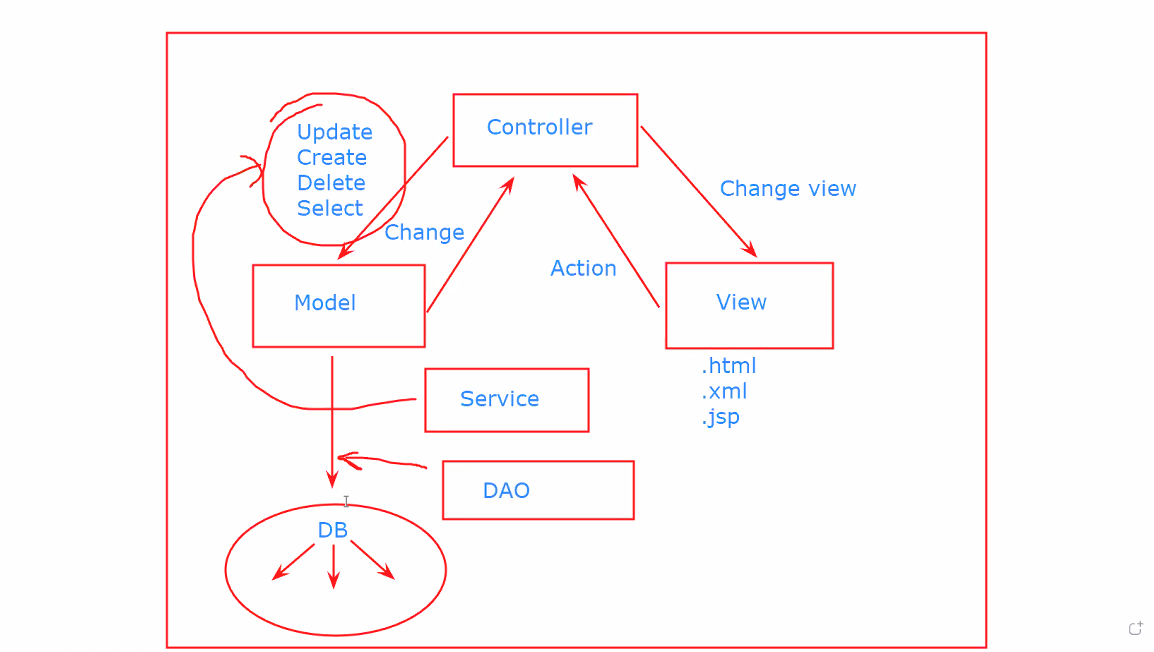 Update
Create
Delete
Select
Controller
Change view
Change
Action
Model
View
.html
.xml
.jsp
Service
DAO
DB